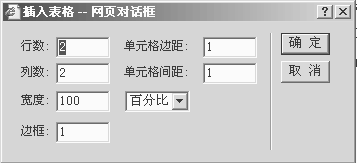 插入表格 -- 网页对话框
行数: 2 单元格边距: 1 确 定
列数: 2 单元格间距: 1 取 消
宽度: 100 百分比
边框: 1